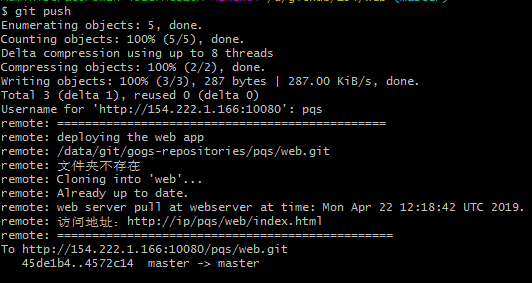 $ git push
Enumerating objects: 5, done.
Counting objects: 100% (5/5), done.
Delta compression using up to 8 threads
Compressing objects: 100% (2/2), done.
Writing objects: 100% (3/3), 287 bytes | 287.00 KiB/s, done.
Total 3 (delta 1), reused 0 (delta 0)
Username for 'http://154.222.1.166:10080': pqs
remote: =============================================
remote: deploying the web app
remote: /data/git/gogs-repositories/pqs/web.git
remote: 文件夹不存在
remote: Cloning into 'web'...
remote: Already up to date.
remote: web server pull at webserver at time: Mon Apr 22 12:18:42 UTC 2019.
remote: 访问地址：http://ip/pqs/web/index.html
remote: ==============================================
To http://154.222.1.166:10080/pqs/web.git
   45de1b4..4572c14  master -> master